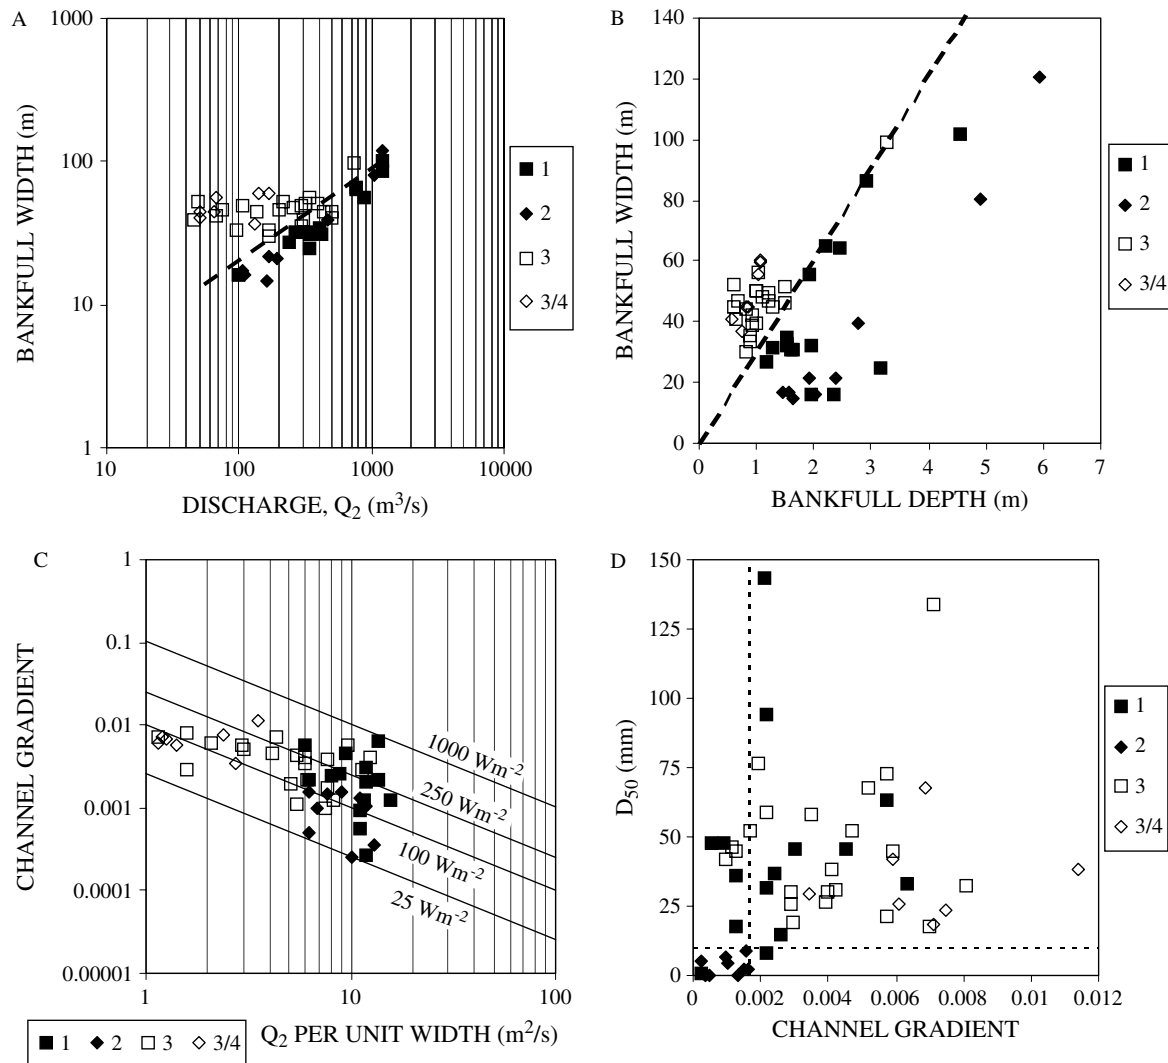 A
BANKFULL WIDTH (m)
1000
100
10
1
10 100 1000 10000
DISCHARGE, Q₂ (m³/s)
1
2
3
3/4
B
BANKFULL WIDTH (m)
140
120
100
80
60
40
20
0
0 1 2 3 4 5 6 7
BANKFULL DEPTH (m)
1
2
3
3/4
C
CHANNEL GRADIENT
1
0.1
0.01
0.001
0.0001
0.00001
1000 Wm⁻²
250 Wm⁻²
100 Wm⁻²
25 Wm⁻²
1 10 100
Q₂ PER UNIT WIDTH (m²/s)
1 2 3 3/4
D
D₅₀ (mm)
150
125
100
75
50
25
0
0 0.002 0.004 0.006 0.008 0.01 0.012
CHANNEL GRADIENT
1
2
3
3/4